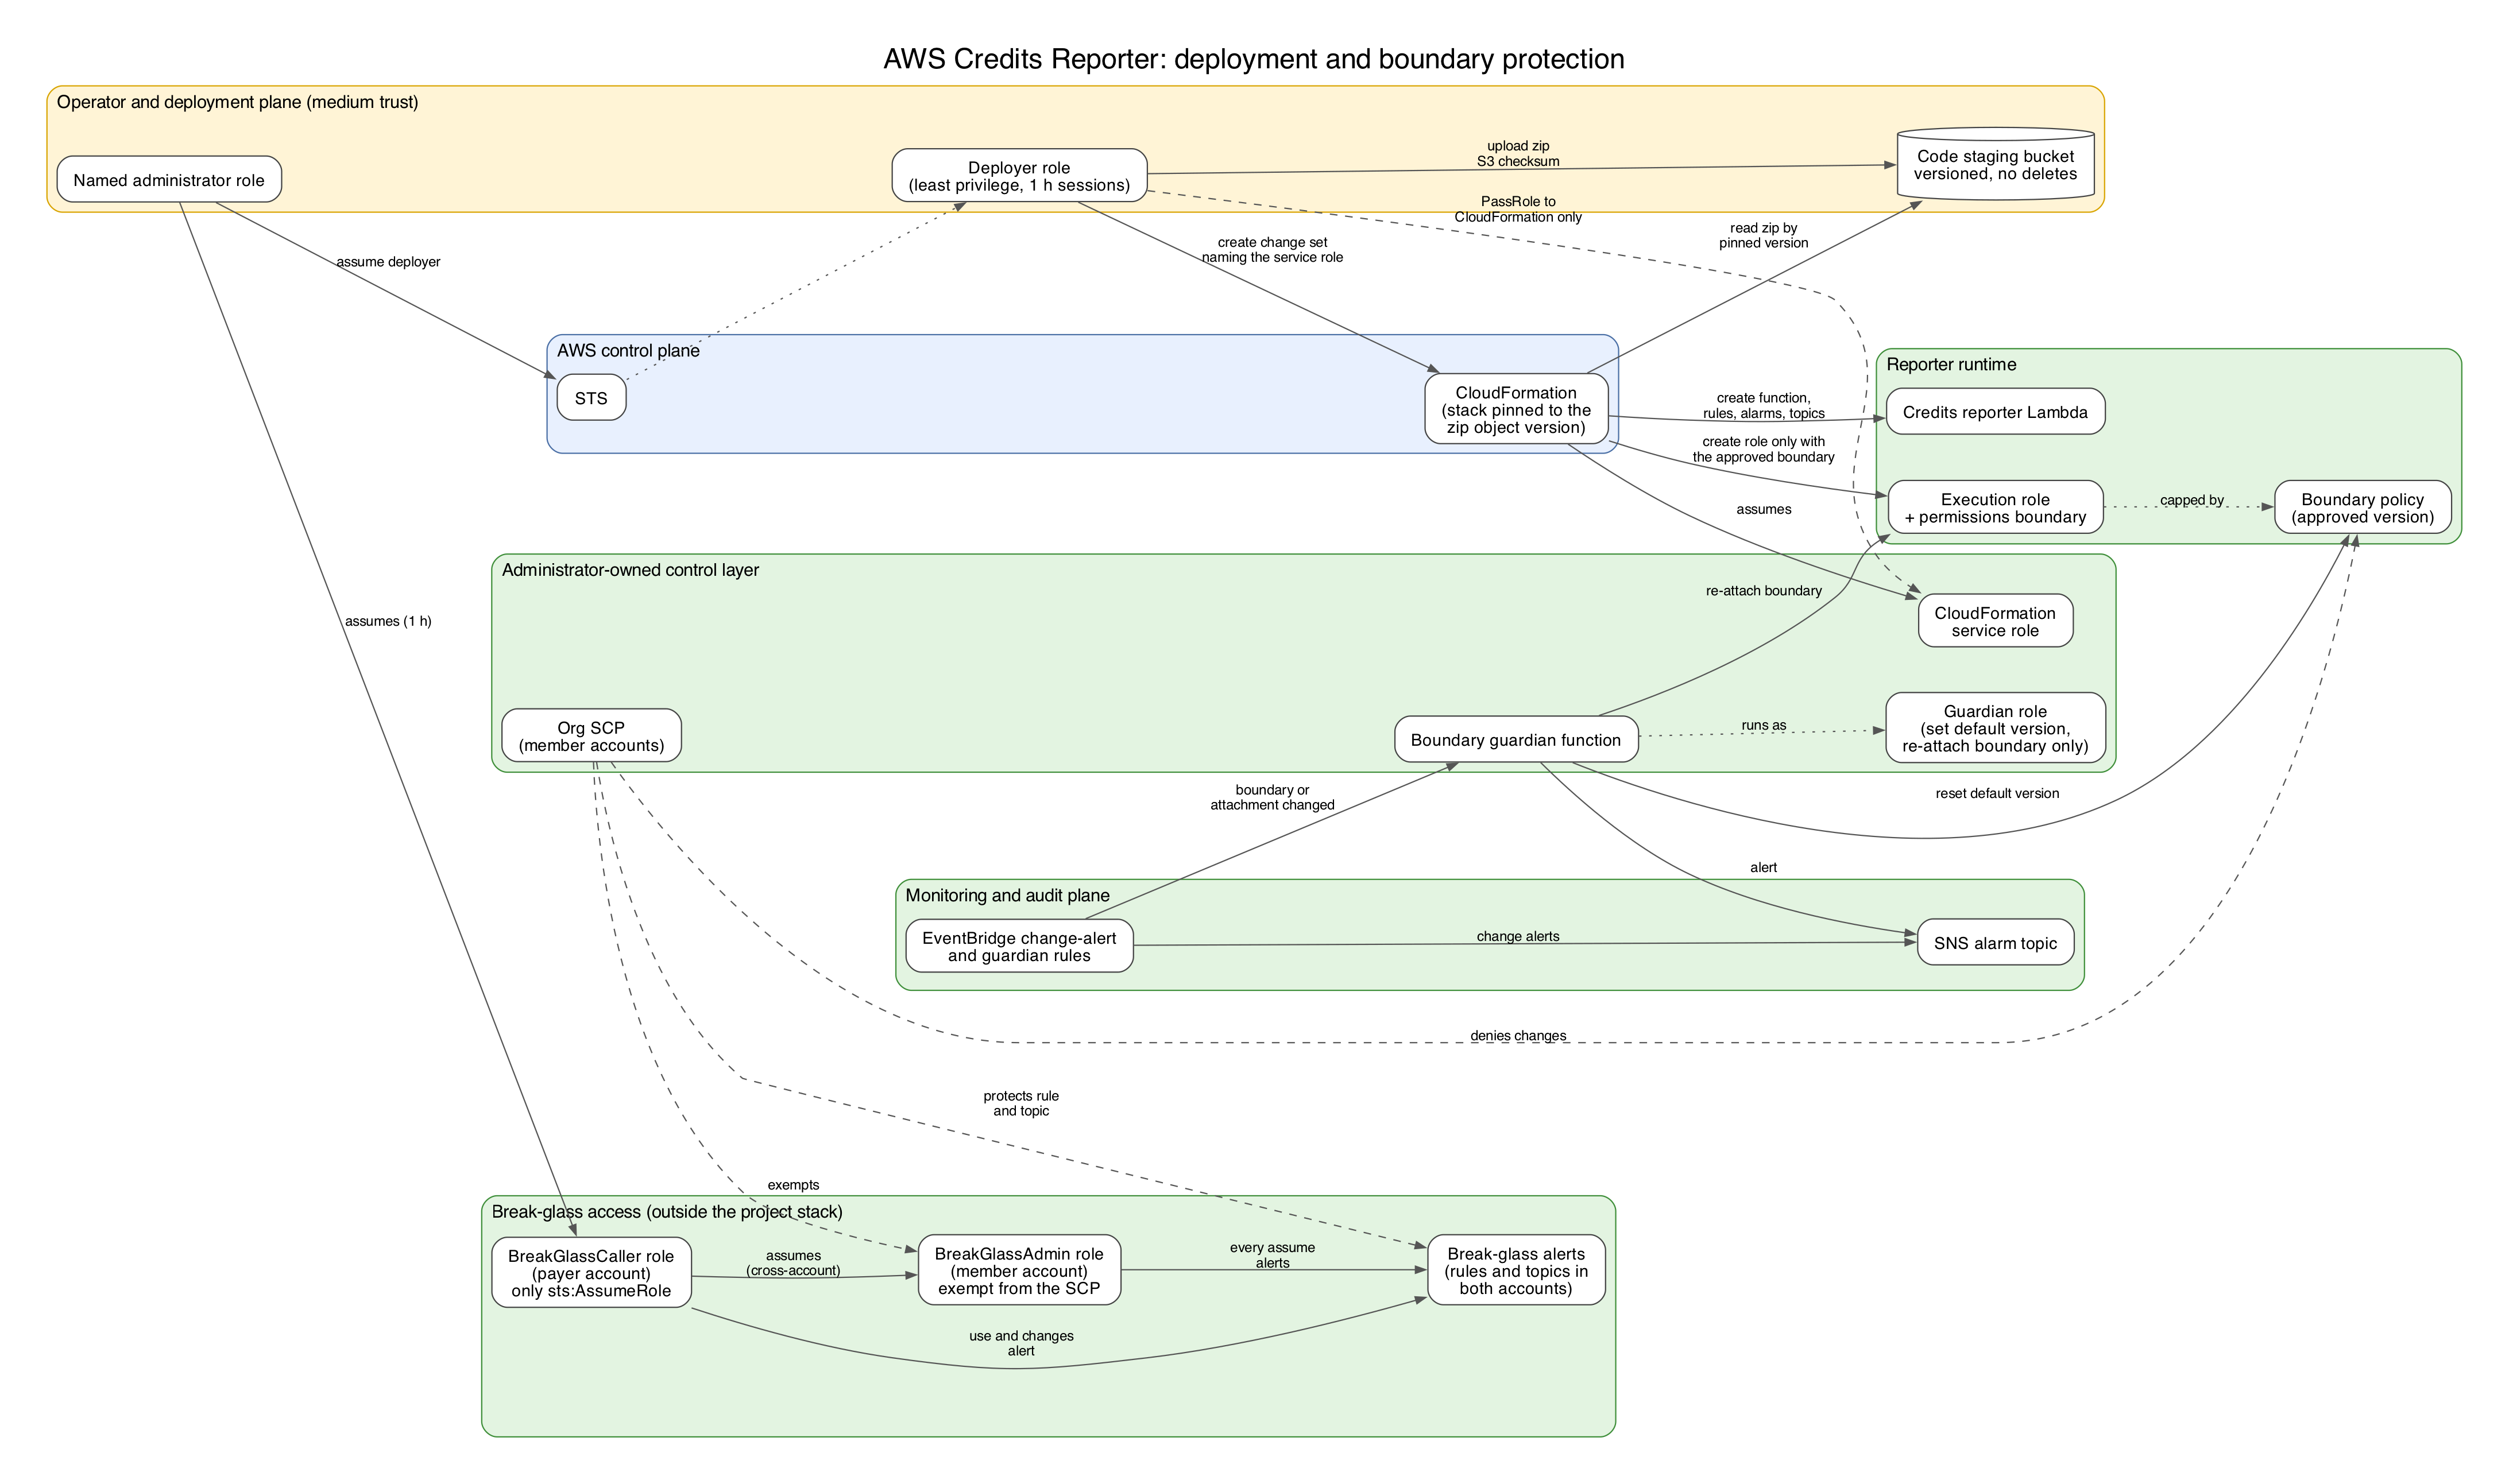 AWS Credits Reporter: deployment and boundary protection
Operator and deployment plane (medium trust)
Named administrator role
Deployer role
(least privilege, 1 h sessions)
upload zip
S3 checksum
Code staging bucket
versioned, no deletes
PassRole to
CloudFormation only
assume deployer
create change set
naming the service role
read zip by
pinned version
AWS control plane
STS
CloudFormation
(stack pinned to the
zip object version)
Reporter runtime
create function,
rules, alarms, topics
Credits reporter Lambda
create role only with
the approved boundary
Execution role
+ permissions boundary
capped by
Boundary policy
(approved version)
assumes
Administrator-owned control layer
re-attach boundary
CloudFormation
service role
assumes (1 h)
Org SCP
(member accounts)
Boundary guardian function
runs as
Guardian role
(set default version,
re-attach boundary only)
boundary or
attachment changed
reset default version
alert
Monitoring and audit plane
EventBridge change-alert
and guardian rules
change alerts
SNS alarm topic
denies changes
protects rule
and topic
exempts
Break-glass access (outside the project stack)
BreakGlassCaller role
(payer account)
only sts:AssumeRole
assumes
(cross-account)
BreakGlassAdmin role
(member account)
exempt from the SCP
every assume
alerts
Break-glass alerts
(rules and topics in
both accounts)
use and changes
alert